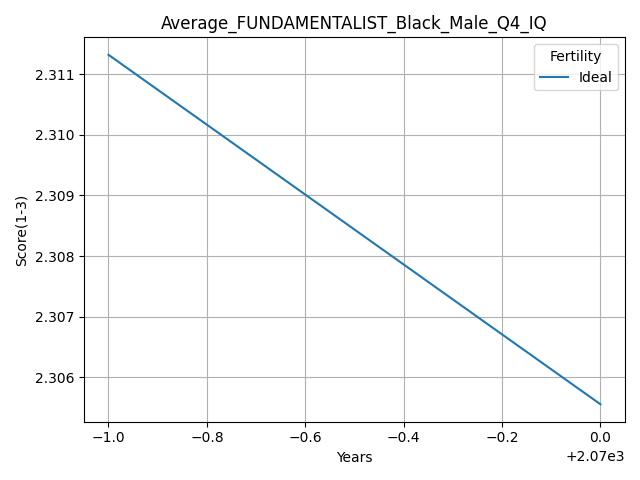 Average_FUNDAMENTALIST_Black_Male_Q4_IQ
Fertility
Ideal
2.311
2.310
2.309
2.308
2.307
2.306
Score(1-3)
−1.0 −0.8 −0.6 −0.4 −0.2 0.0
+2.07e3
Years